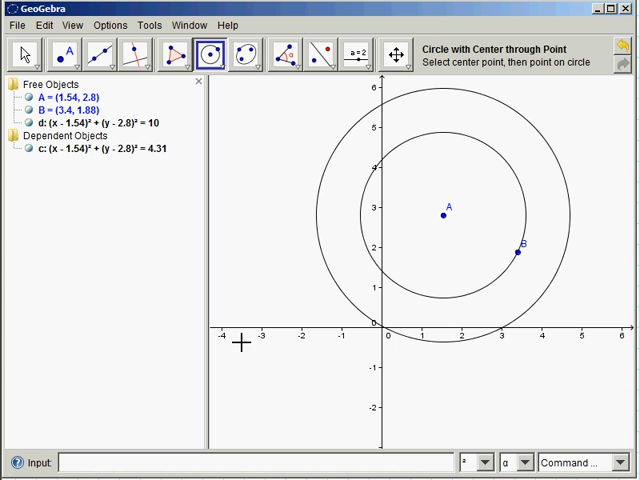 GeoGebra
File Edit View Options Tools Window Help
A
α
a = 2
Circle with Center through Point
Select center point, then point on circle
Free Objects
A = (1.54, 2.8)
B = (3.4, 1.88)
d: (x - 1.54)² + (y - 2.8)² = 10
Dependent Objects
c: (x - 1.54)² + (y - 2.8)² = 4.31
6
5
4
3
A
2
B
1
0
-4 -3 -2 -1 0 1 2 3 4 5 6
-1
-2
Input:
²
α
Command ...